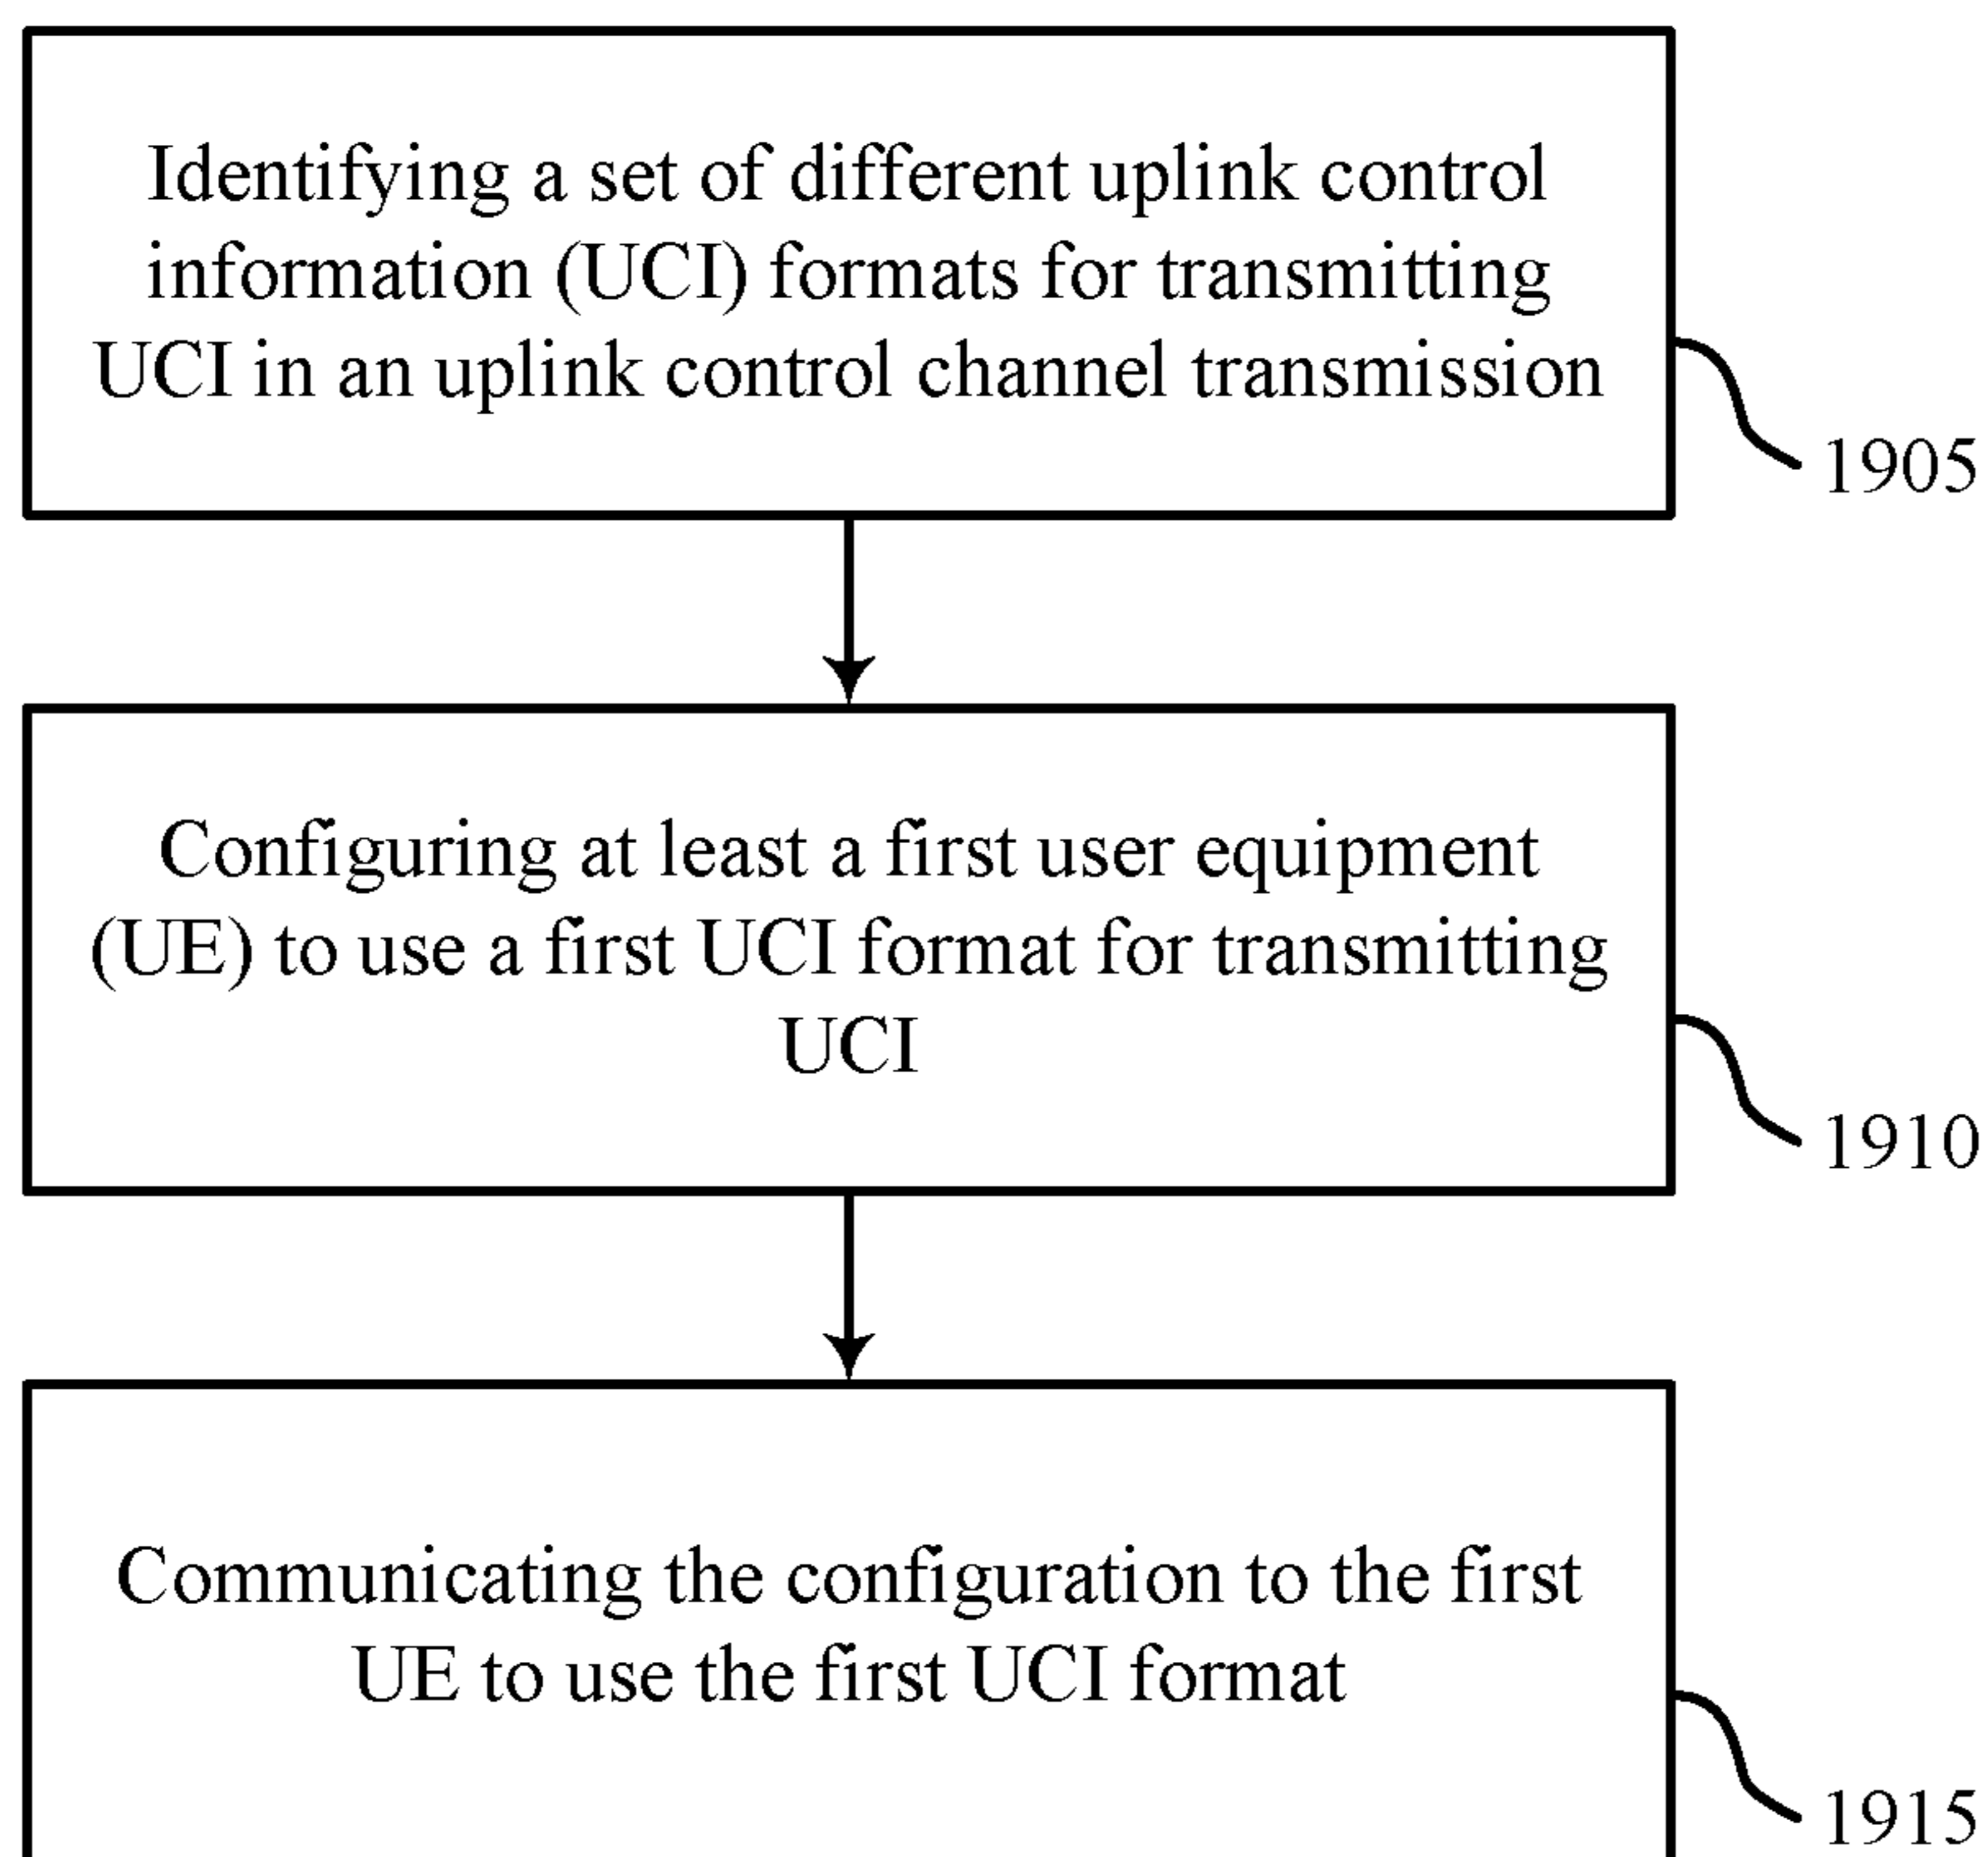 Identifying a set of different uplink control
information (UCI) formats for transmitting
UCI in an uplink control channel transmission
1905
Configuring at least a first user equipment
(UE) to use a first UCI format for transmitting
UCI
1910
Communicating the configuration to the first
UE to use the first UCI format
1915